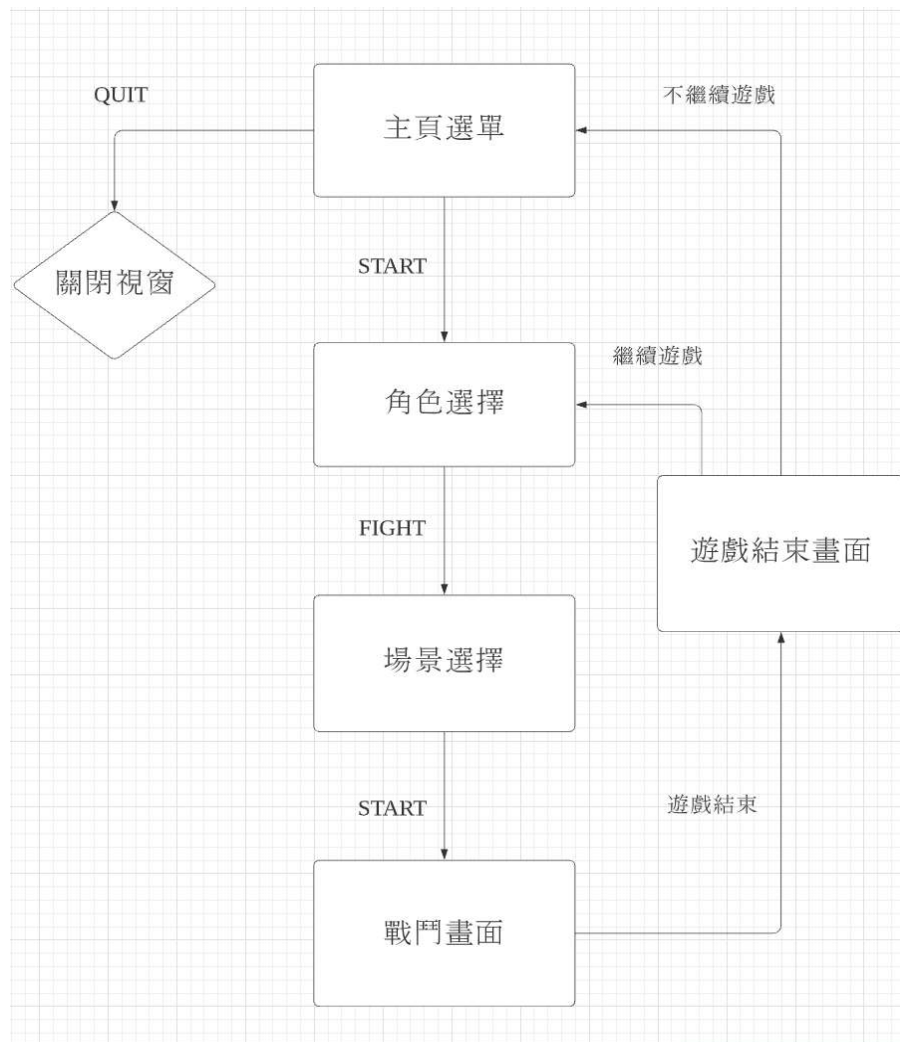 QUIT
主頁選單
不繼續遊戲
關閉視窗
START
繼續遊戲
角色選擇
FIGHT
遊戲結束畫面
場景選擇
START
遊戲結束
戰鬥畫面